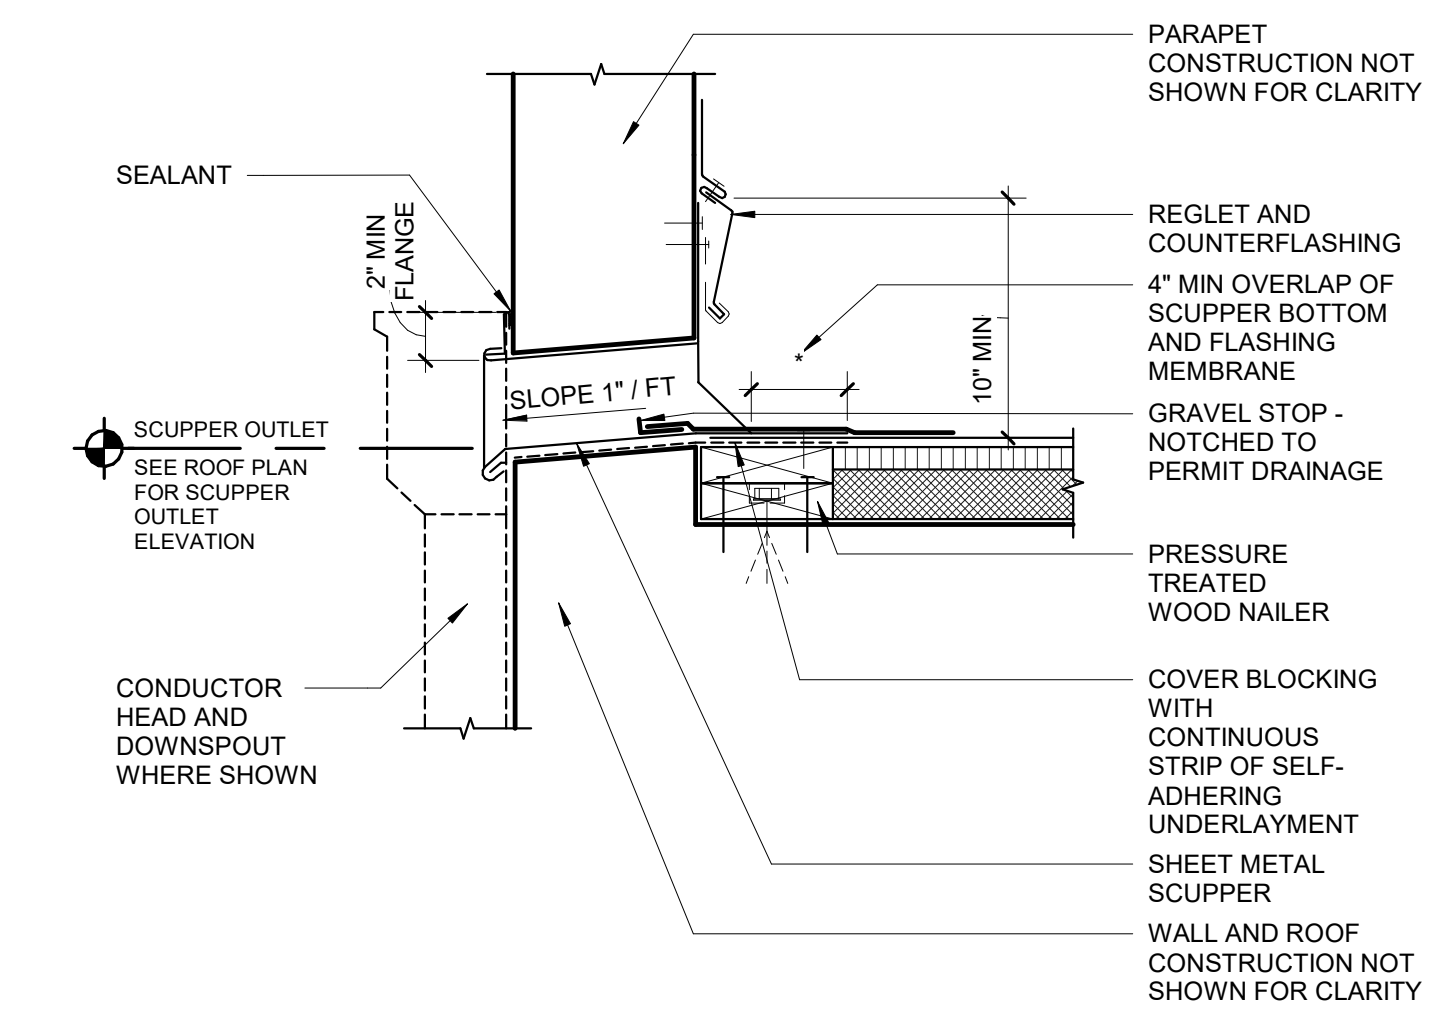 PARAPET
CONSTRUCTION NOT
SHOWN FOR CLARITY
SEALANT
2" MIN
FLANGE
REGLET AND
COUNTERFLASHING
4" MIN OVERLAP OF
SCUPPER BOTTOM
AND FLASHING
MEMBRANE
10" MIN
*
SLOPE 1" / FT
GRAVEL STOP -
NOTCHED TO
PERMIT DRAINAGE
SCUPPER OUTLET
SEE ROOF PLAN
FOR SCUPPER
OUTLET
ELEVATION
PRESSURE
TREATED
WOOD NAILER
CONDUCTOR
HEAD AND
DOWNSPOUT
WHERE SHOWN
COVER BLOCKING
WITH
CONTINUOUS
STRIP OF SELF-
ADHERING
UNDERLAYMENT
SHEET METAL
SCUPPER
WALL AND ROOF
CONSTRUCTION NOT
SHOWN FOR CLARITY